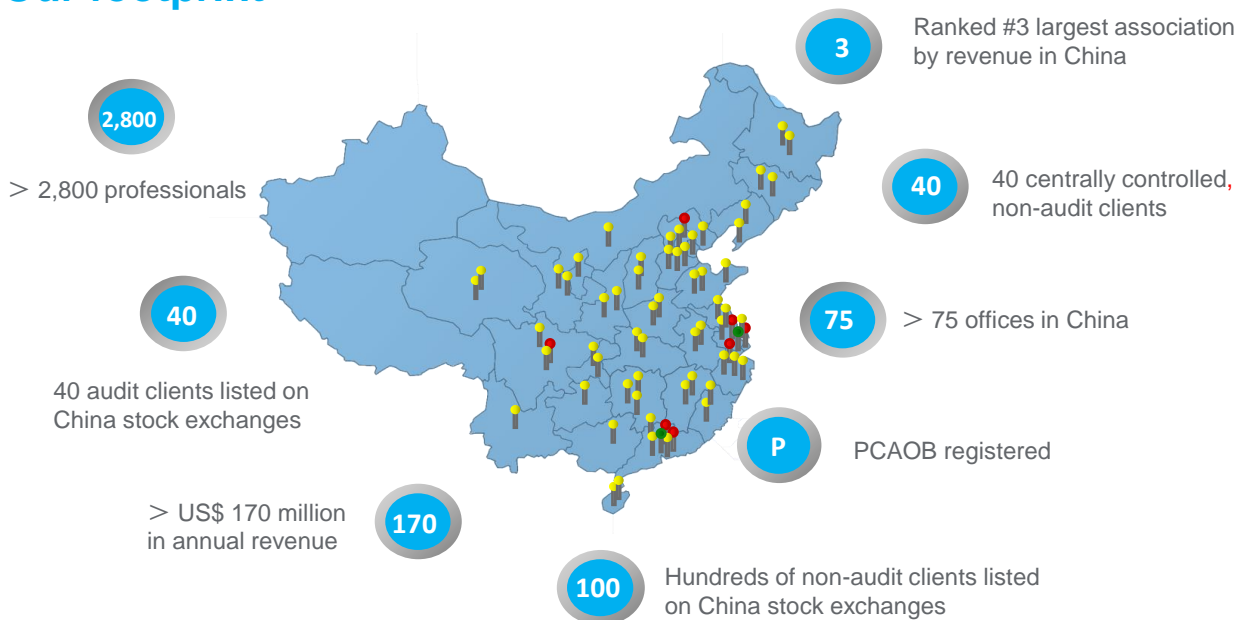 Our footprint
3
Ranked #3 largest association
by revenue in China
2,800
> 2,800 professionals
40
40 centrally controlled,
non-audit clients
40
40 audit clients listed on
China stock exchanges
75
> 75 offices in China
P
PCAOB registered
> US$ 170 million
in annual revenue
170
100
Hundreds of non-audit clients listed
on China stock exchanges